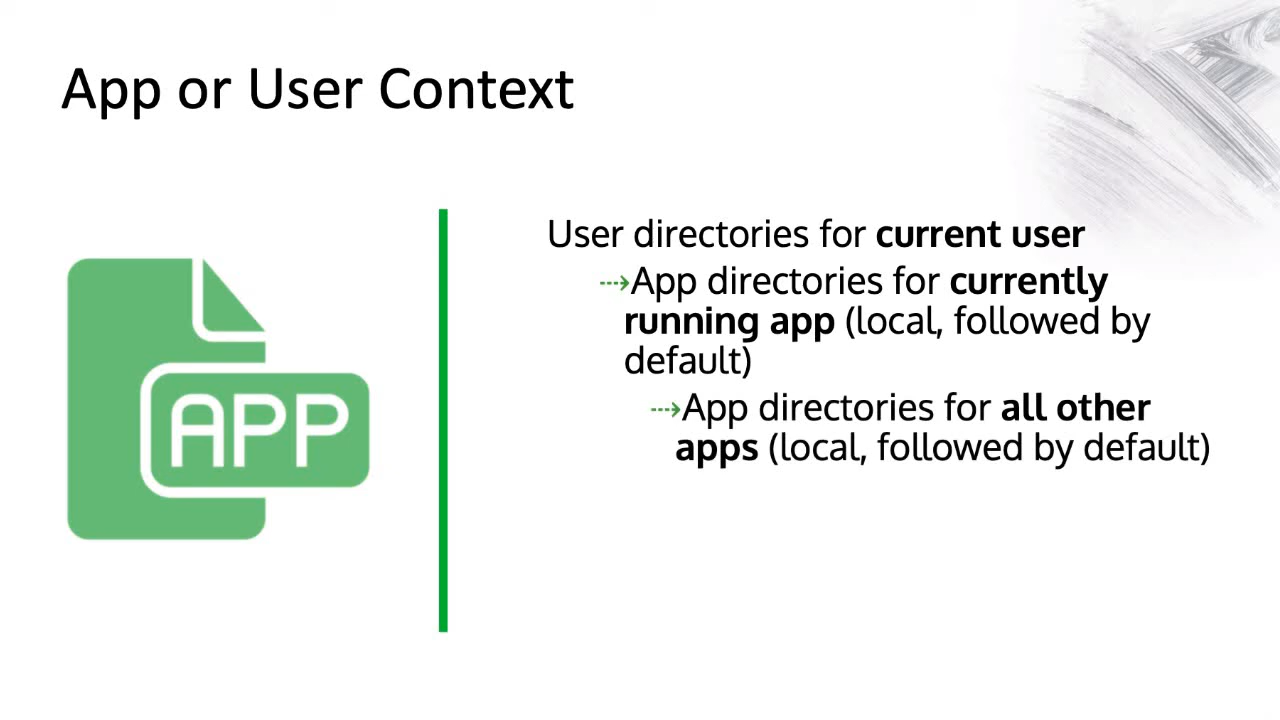 App or User Context
APP
User directories for current user
⇢App directories for currently
running app (local, followed by
default)
⇢App directories for all other
apps (local, followed by default)